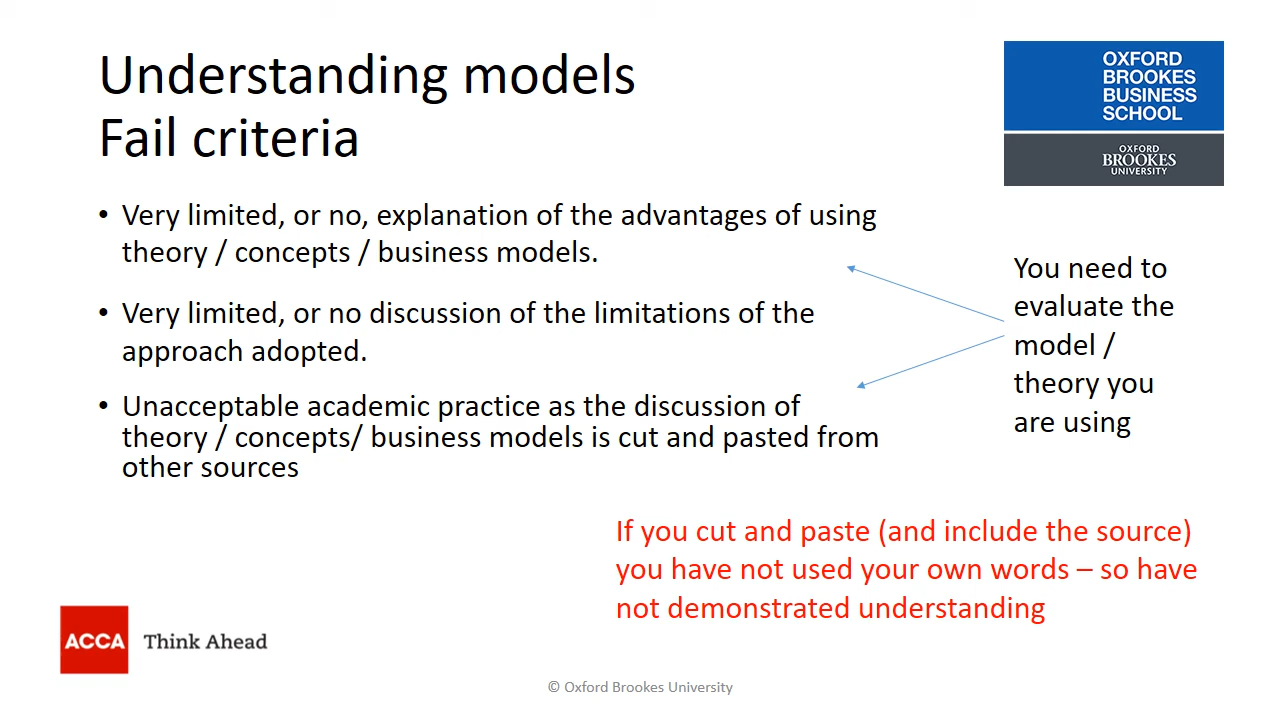 Understanding models
Fail criteria
OXFORD
BROOKES
BUSINESS
SCHOOL
OXFORD
BROOKES
UNIVERSITY
• Very limited, or no, explanation of the advantages of using
theory / concepts / business models.
• Very limited, or no discussion of the limitations of the
approach adopted.
• Unacceptable academic practice as the discussion of
theory / concepts/ business models is cut and pasted from
other sources
You need to
evaluate the
model /
theory you
are using
If you cut and paste (and include the source)
you have not used your own words – so have
not demonstrated understanding
ACCA Think Ahead
© Oxford Brookes University